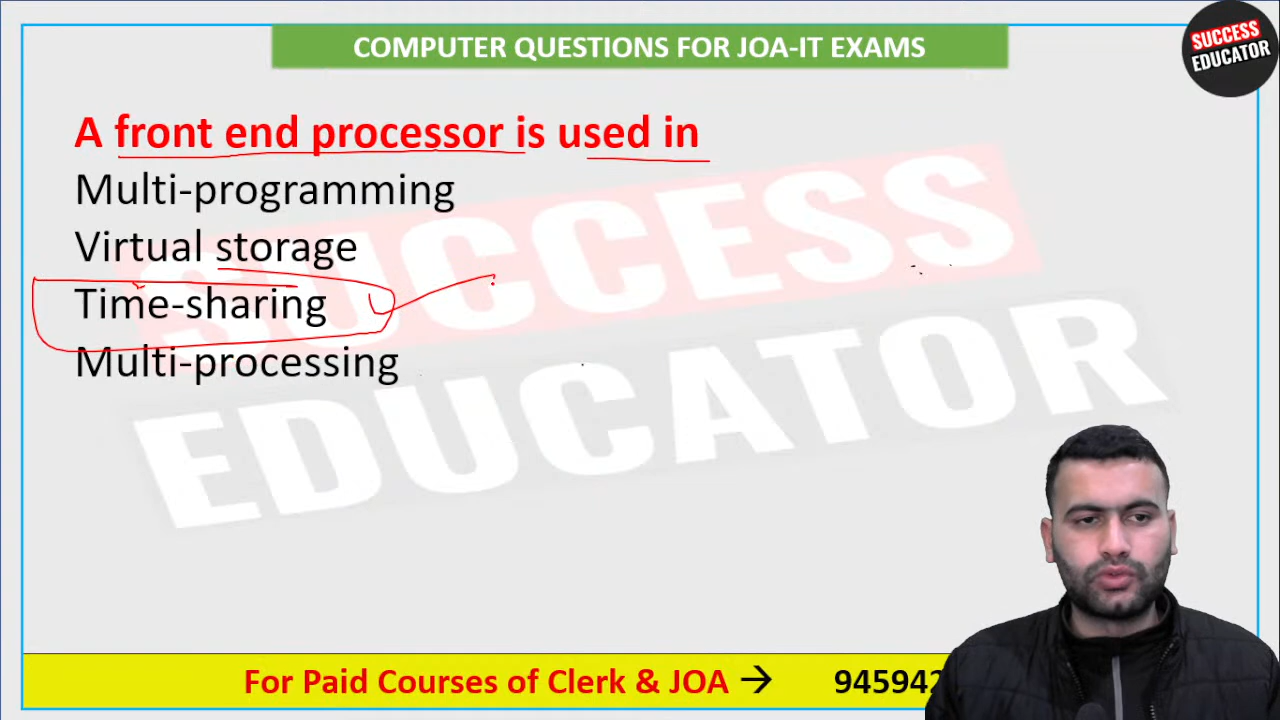 COMPUTER QUESTIONS FOR JOA-IT EXAMS
SUCCESS
EDUCATOR
A front end processor is used in
Multi-programming
Virtual storage
Time-sharing
Multi-processing
SUCCESS
EDUCATOR
For Paid Courses of Clerk & JOA → 94594